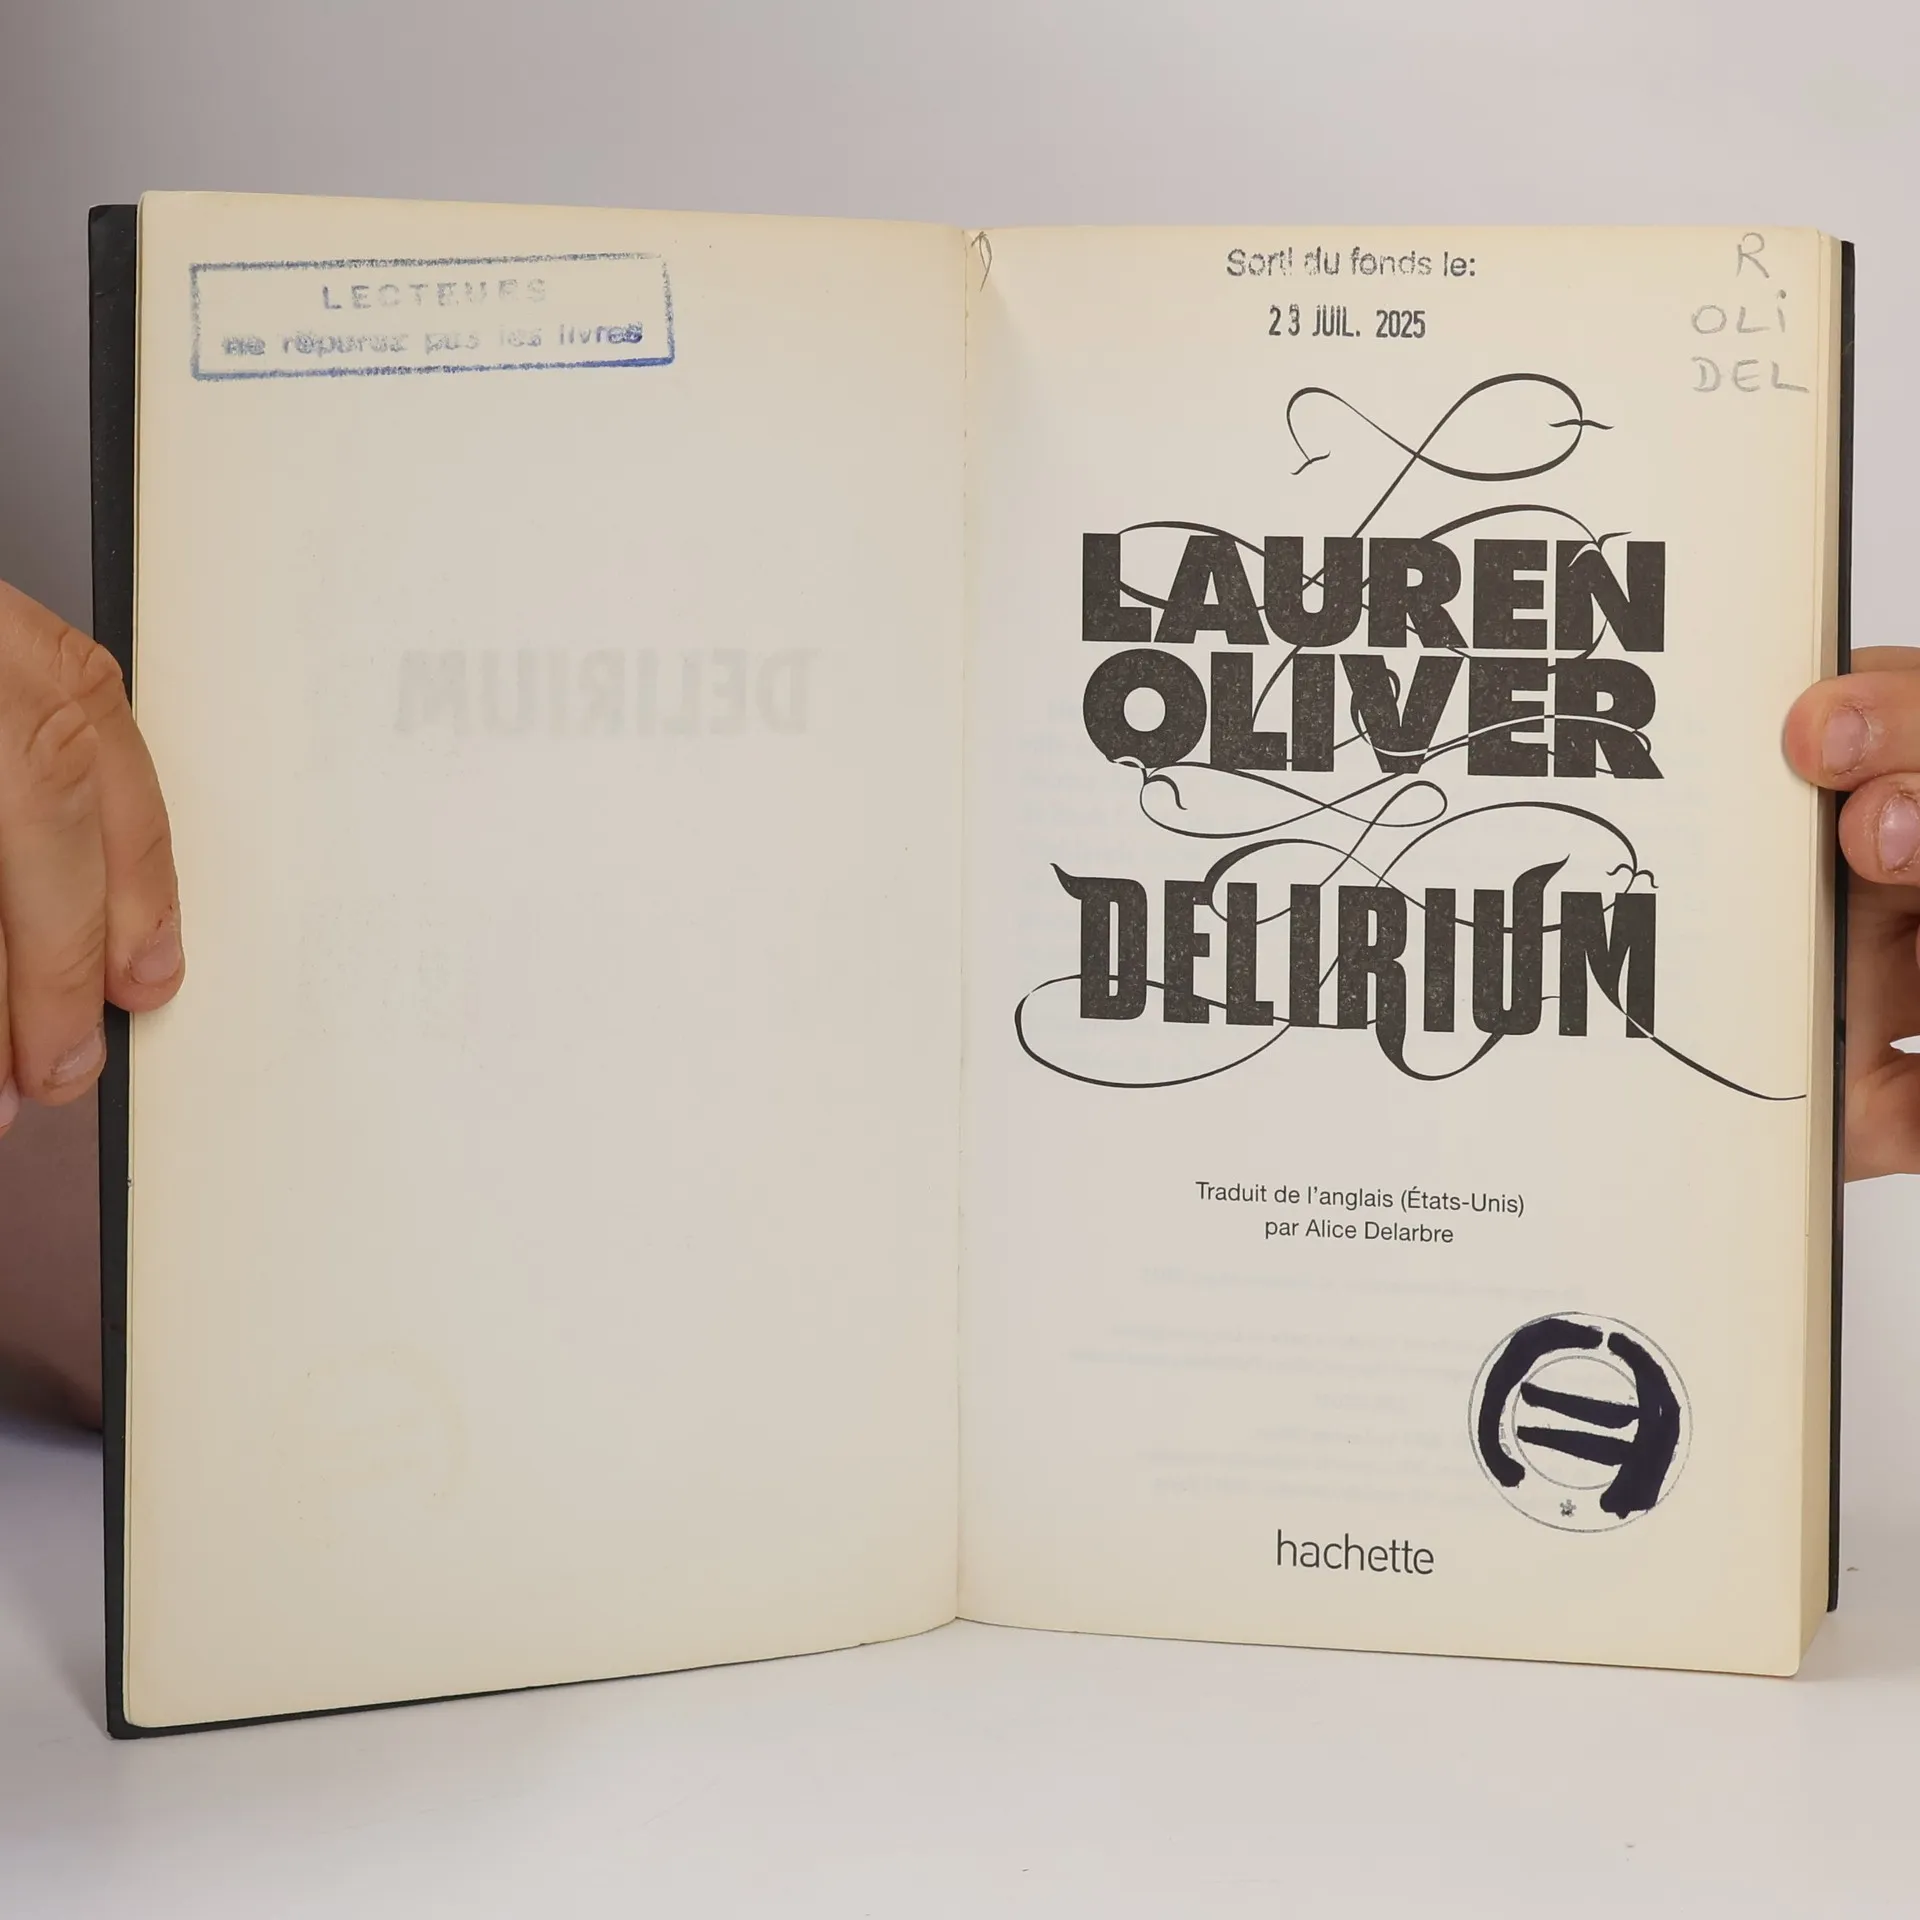 LECTEURS
ne réparez pas les livres
Sorti du fonds le:
23 JUIL. 2025
R
OLi
DEL
LAUREN
OLIVER
DELIRIUM
Traduit de l'anglais (États-Unis)
par Alice Delarbre
hachette